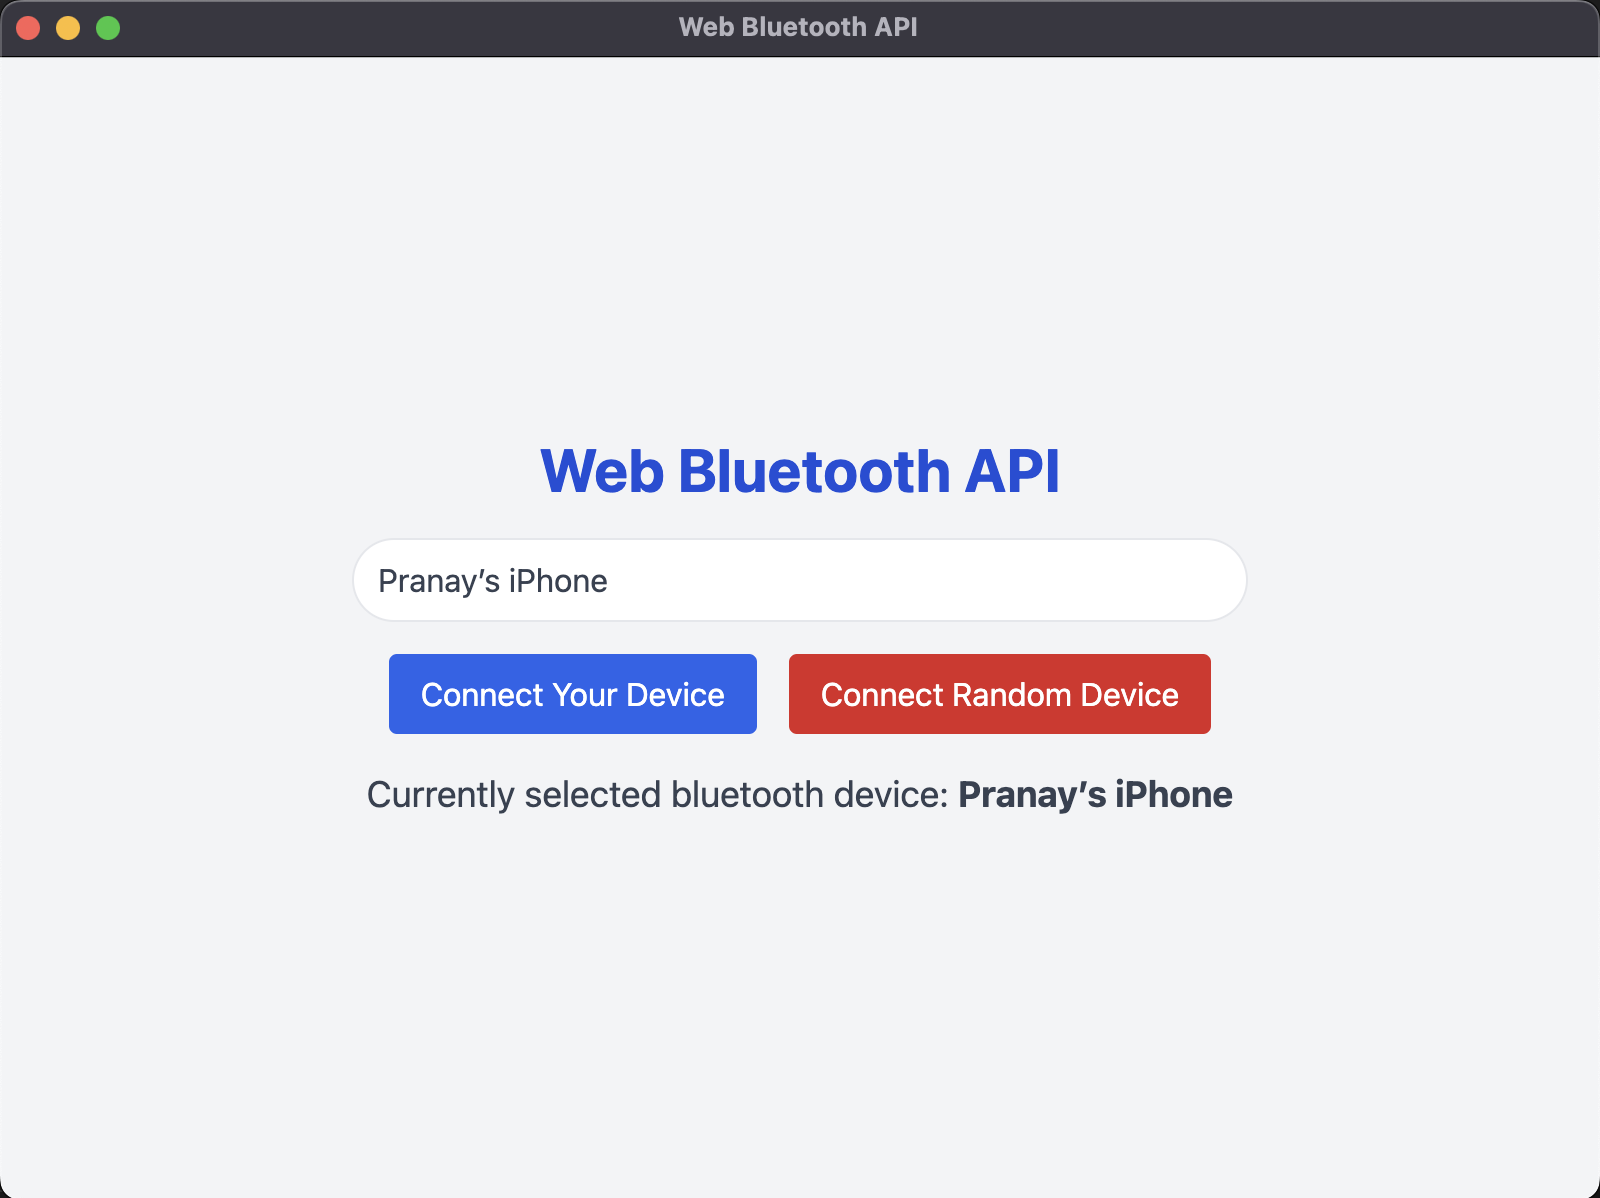 Web Bluetooth API
Web Bluetooth API
Pranay’s iPhone
Connect Your Device
Connect Random Device
Currently selected bluetooth device: Pranay’s iPhone